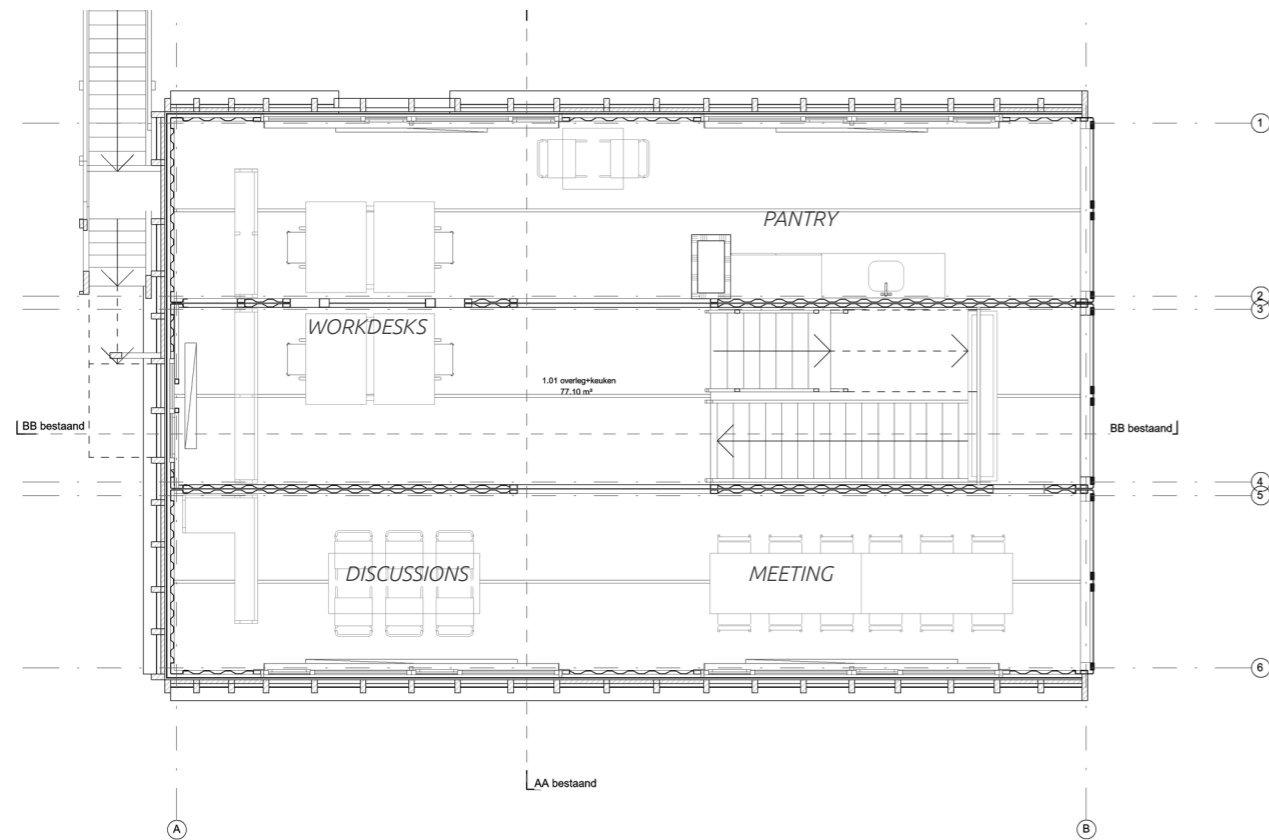 1
PANTRY
2
3
WORKDESKS
1.01 overleg+keuken
77.10 m²
BB bestaand
BB bestaand
4
5
DISCUSSIONS
MEETING
6
AA bestaand
A
B